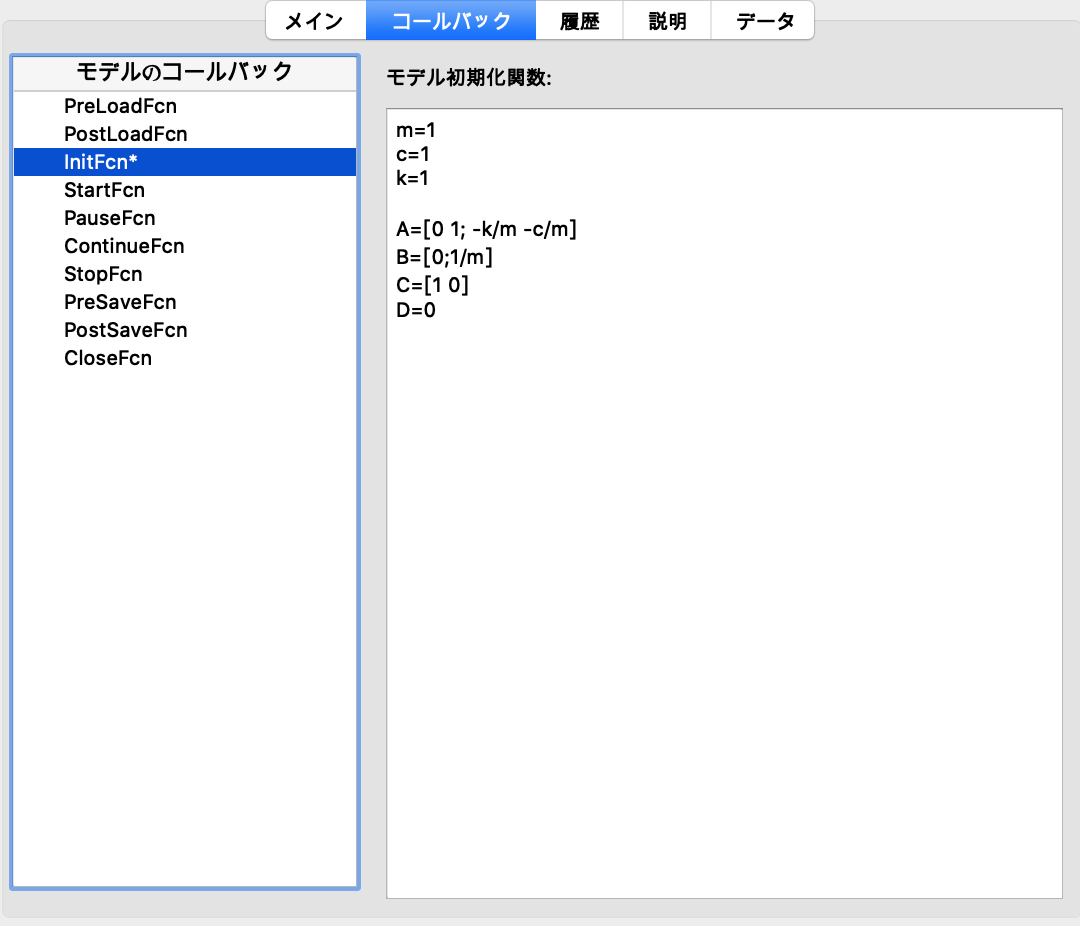 メイン
コールバック
履歴
説明
データ
モデルのコールバック
PreLoadFcn
PostLoadFcn
InitFcn*
StartFcn
PauseFcn
ContinueFcn
StopFcn
PreSaveFcn
PostSaveFcn
CloseFcn
モデル初期化関数:
m=1
c=1
k=1
A=[0 1; -k/m -c/m]
B=[0;1/m]
C=[1 0]
D=0